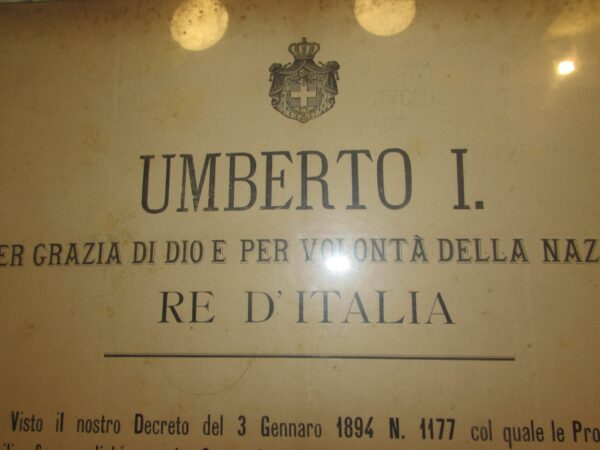 UMBERTO I.
ER GRAZIA DI DIO E PER VOLONTÀ DELLA NAZ
RE D'ITALIA
Visto il nostro Decreto del 3 Gennaro 1894 N. 1177 col quale le Pro